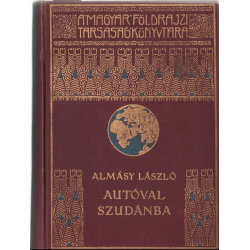 A MAGYAR FÖLDRAJZI
TÁRSASÁG KÖNYVTÁRA
ALMÁSY LÁSZLÓ
AUTÓVAL
SZUDÁNBA